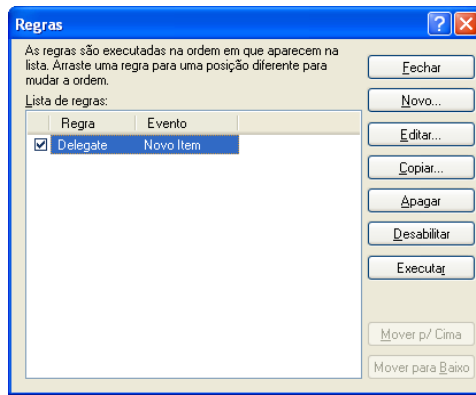 Regras
As regras são executadas na ordem em que aparecem na
lista. Arraste uma regra para uma posição diferente para
mudar a ordem.
Lista de regras:
Regra Evento
Delegate Novo Item
Fechar
Novo...
Editar...
Copiar...
Apagar
Desabilitar
Executar
Mover p/ Cima
Mover para Baixo